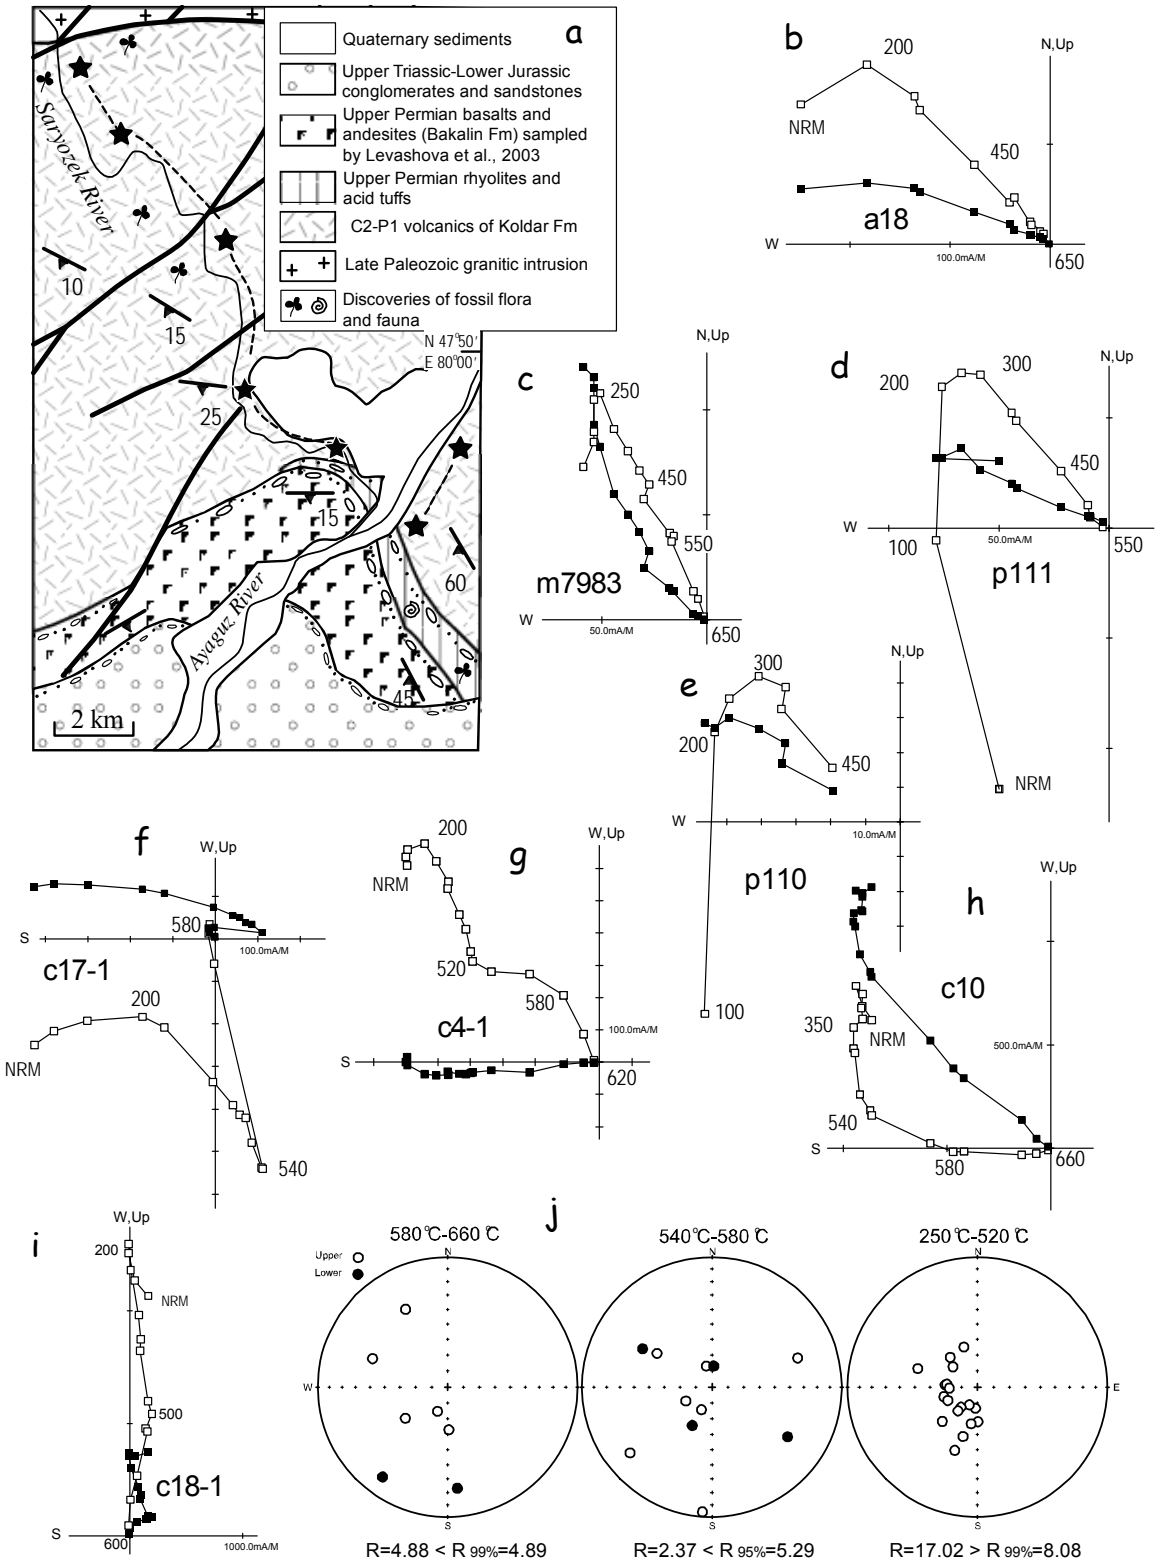 a
Quaternary sediments
Upper Triassic-Lower Jurassic
conglomerates and sandstones
Upper Permian basalts and
andesites (Bakalin Fm) sampled
by Levashova et al., 2003
Upper Permian rhyolites and
acid tuffs
C2-P1 volcanics of Koldar Fm
Late Paleozoic granitic intrusion
Discoveries of fossil flora
and fauna
N 47°50'
E 80°00'
Saryozek River
10
15
25
15
60
45
Ayaguz River
2 km
b
N,Up
200
NRM
450
a18
W
100.0mA/M
650
c
N,Up
250
450
550
m7983
W
50.0mA/M
650
d
N,Up
200
300
450
W
100
50.0mA/M
550
p111
NRM
e
N,Up
300
200
450
W
10.0mA/M
p110
100
f
W,Up
580
S
100.0mA/M
c17-1
200
NRM
540
g
W,Up
200
NRM
520
580
c4-1
100.0mA/M
S
620
h
W,Up
c10
350
NRM
500.0mA/M
540
S
580
660
i
W,Up
200
NRM
500
c18-1
S
600
1000.0mA/M
j
580°C-660°C
540°C-580°C
250°C-520°C
Upper
Lower
N
N
N
W
E
S
S
S
R=4.88 < R 99%=4.89
R=2.37 < R 95%=5.29
R=17.02 > R 99%=8.08